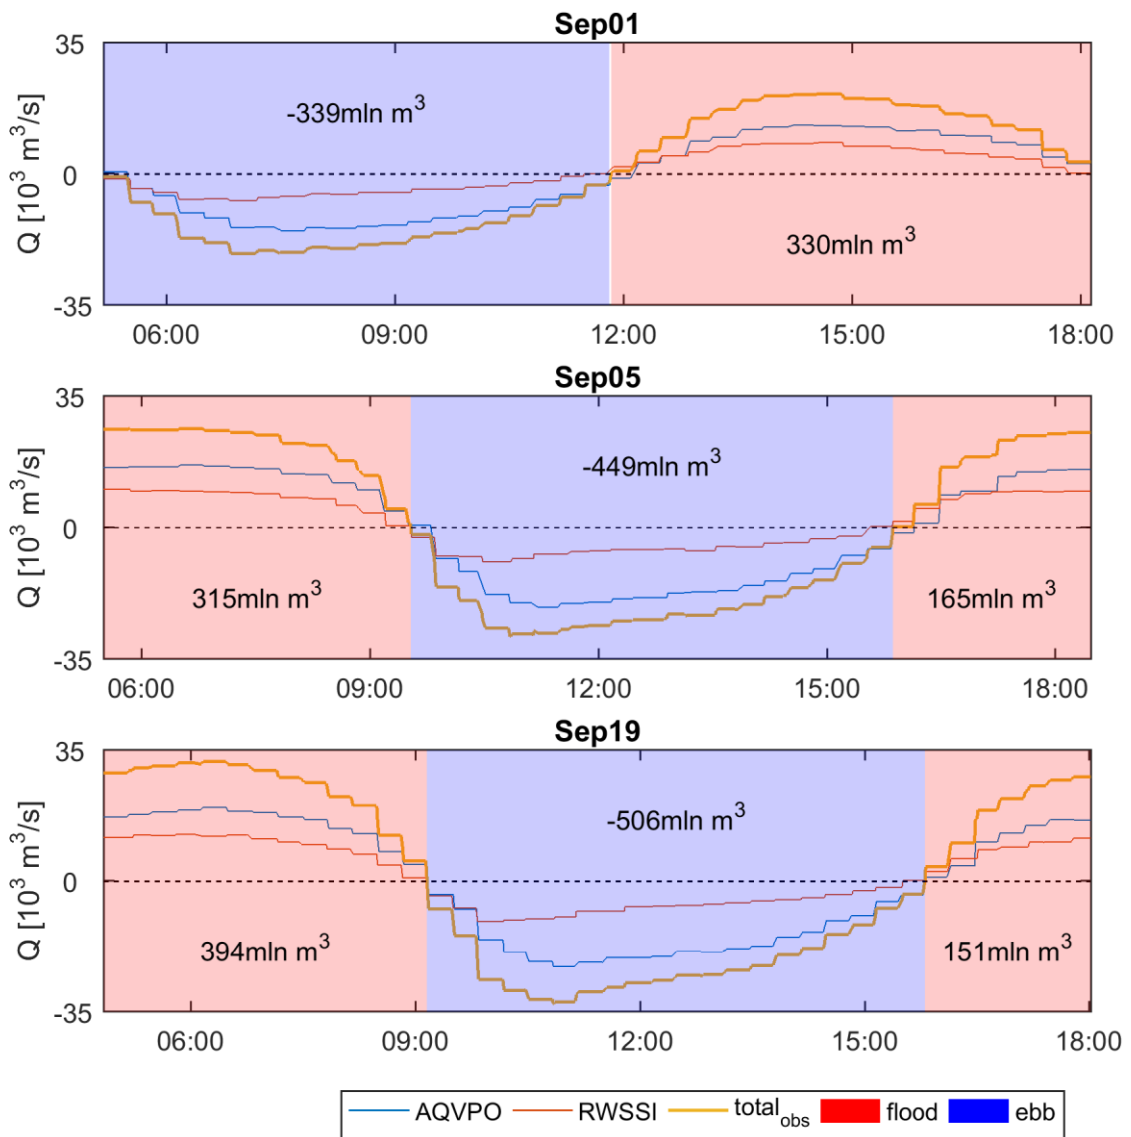 Sep01
35
0
-35
Q [10³ m³/s]
-339mln m³
330mln m³
06:00 09:00 12:00 15:00 18:00
Sep05
35
0
-35
Q [10³ m³/s]
-449mln m³
315mln m³ 165mln m³
06:00 09:00 12:00 15:00 18:00
Sep19
35
0
-35
Q [10³ m³/s]
-506mln m³
394mln m³ 151mln m³
06:00 09:00 12:00 15:00 18:00
AQVPO RWSSI total_obs flood ebb